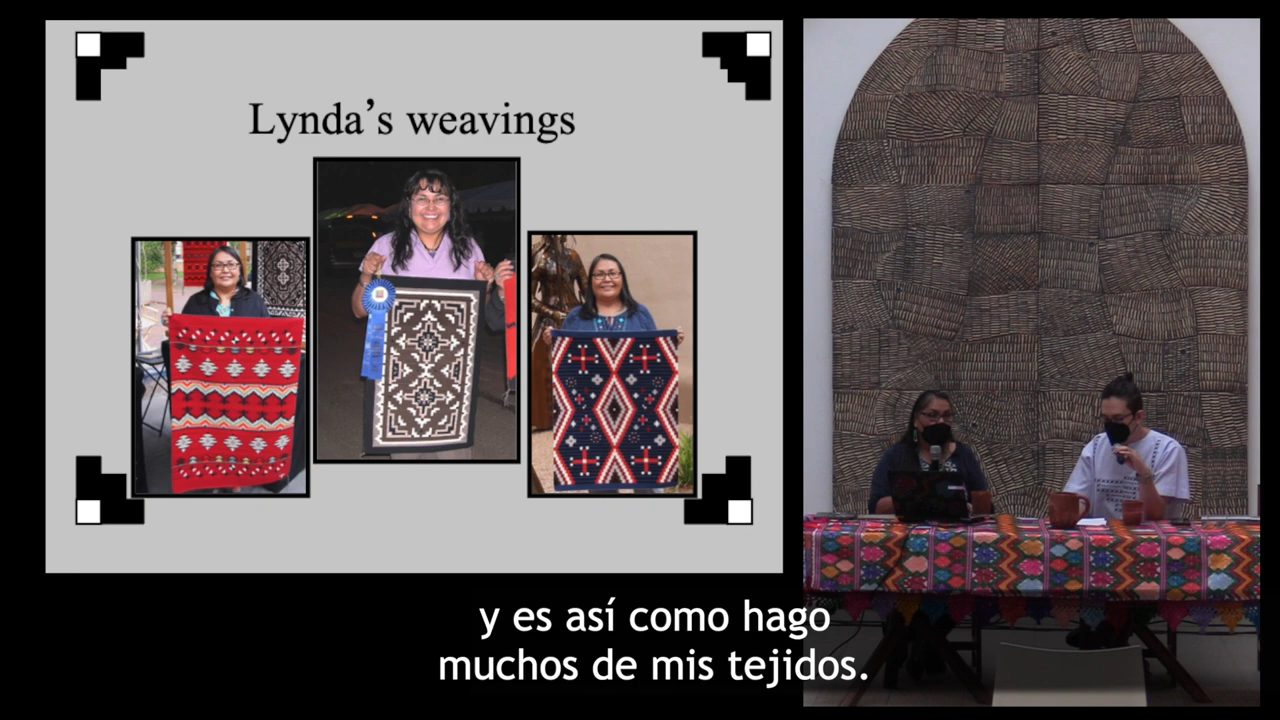 Lynda’s weavings
y es así como hago
muchos de mis tejidos.